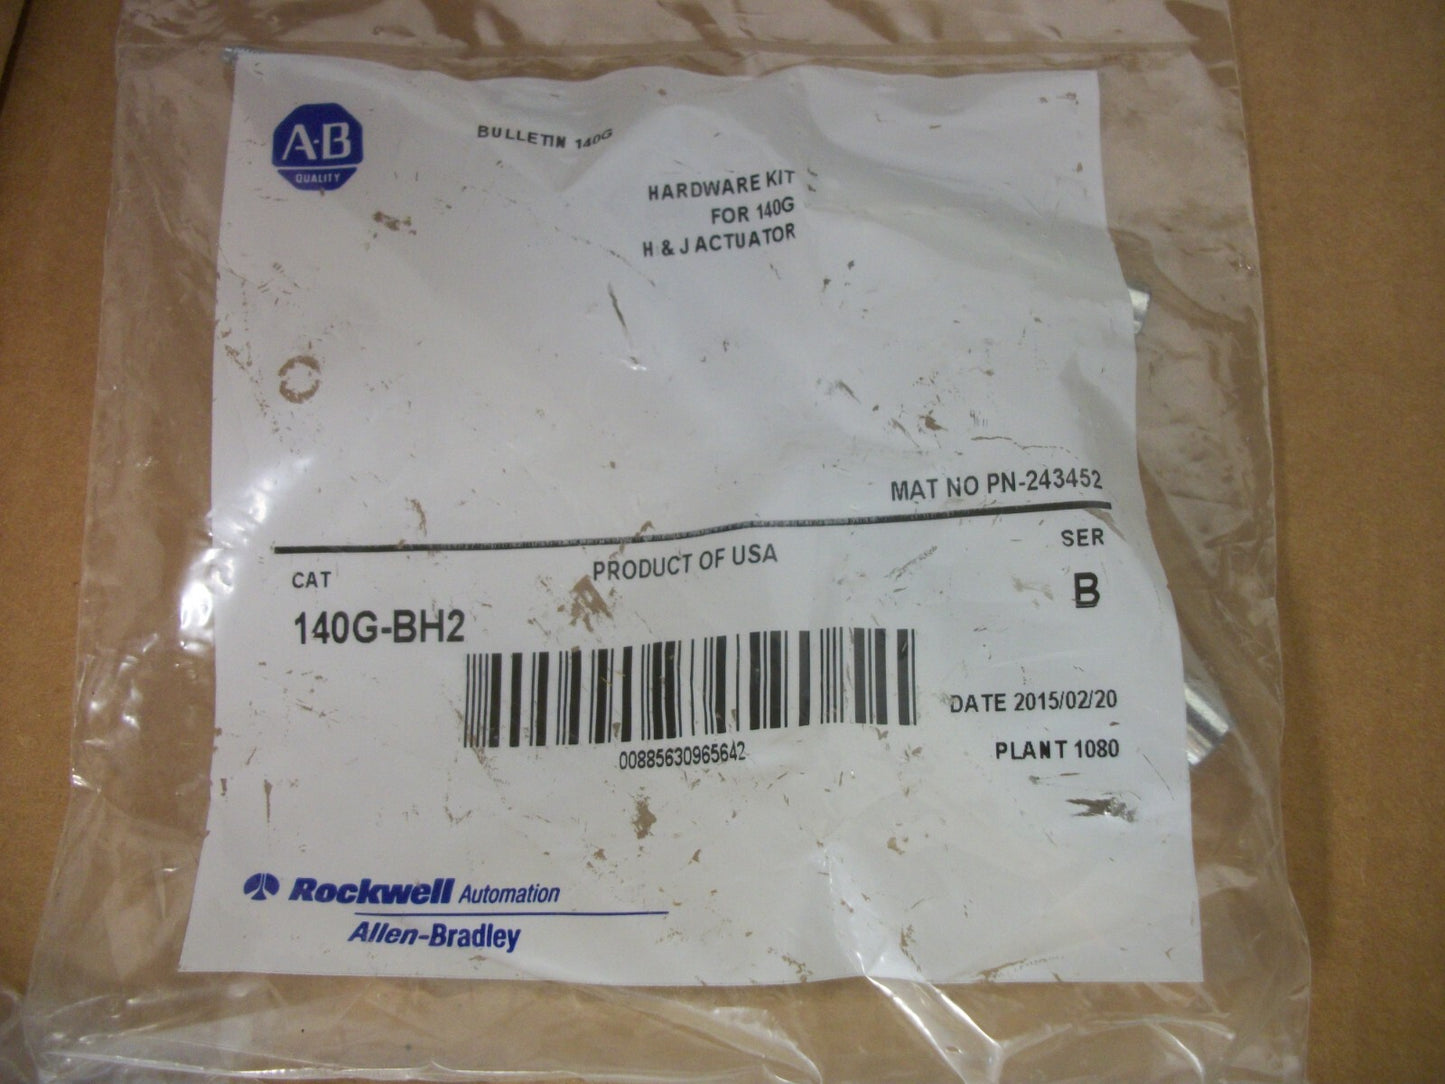 A-B
QUALITY
BULLETIN 140G
HARDWARE KIT
FOR 140G
H & J ACTUATOR
MAT NO PN-243452
CAT
PRODUCT OF USA
SER
140G-BH2
B
DATE 2015/02/20
00885630965642
PLANT 1080
Rockwell Automation
Allen-Bradley